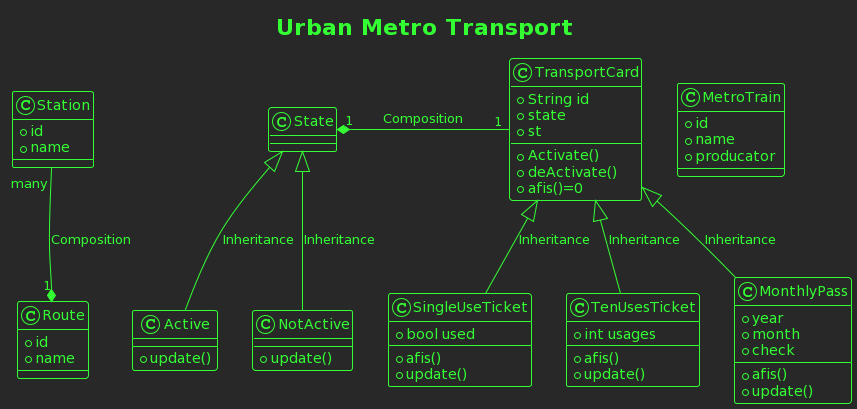 Urban Metro Transport
C Station
id
name
many
Composition
1
C Route
id
name
C State
1 Composition 1
Inheritance
Inheritance
C Active
update()
C NotActive
update()
C TransportCard
String id
state
st
Activate()
deActivate()
afis()=0
Inheritance
Inheritance
Inheritance
C SingleUseTicket
bool used
afis()
update()
C TenUsesTicket
int usages
afis()
update()
C MonthlyPass
year
month
check
afis()
update()
C MetroTrain
id
name
producator